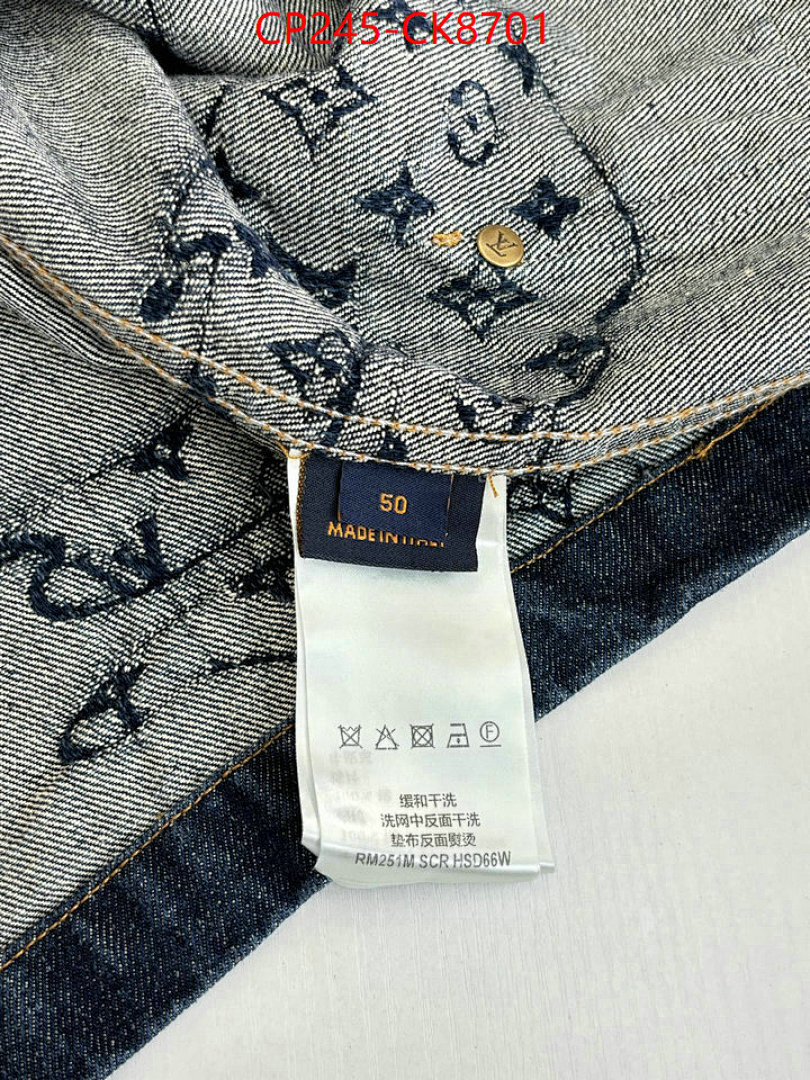 CP245-CK8701
LV
50
MADE IN
缓和干洗
洗网中反面干洗
垫布反面熨烫
RM251M SCR HSD66W